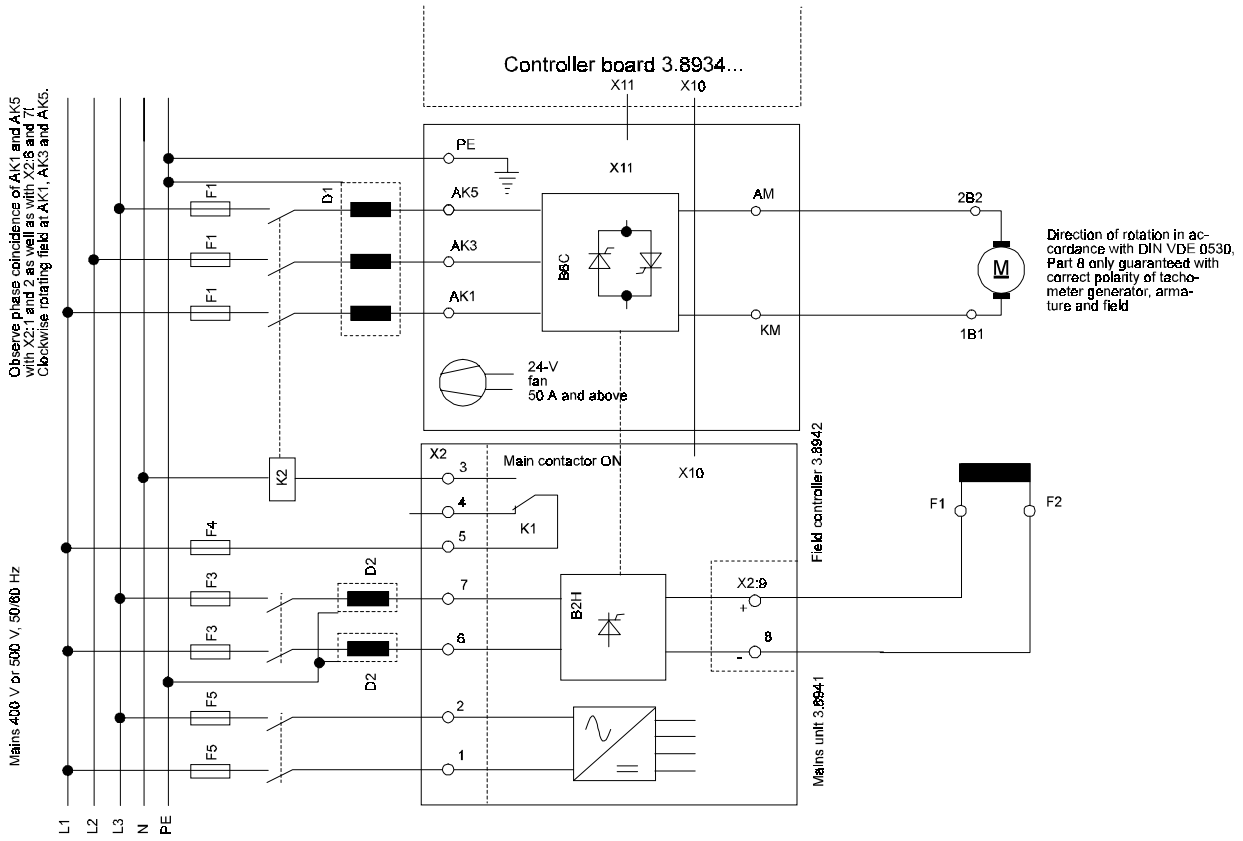 Controller board 3.8934...
X11
X10
Observe phase coincidence of AK1 and AK5
with X2:1 and 2 as well as with X2:6 and 7!
Clockwise rotating field at AK1, AK3 and AK5.
PE
X11
F1
D1
AK5
AM
2B2
F1
AK3
B6C
M
Direction of rotation in ac-
cordance with DIN VDE 0530,
Part 8 only guaranteed with
correct polarity of tacho-
meter generator, arma-
ture and field
F1
AK1
KM
1B1
24-V
fan
50 A and above
X2
Main contactor ON
X10
Field controller 3.8942
K2
3
4
K1
F1
F2
F4
5
Mains 400 V or 500 V, 50/60 Hz
D2
F3
7
B2H
X2:9
+
F3
6
8
-
D2
F5
2
Mains unit 3.8941
F5
1
L1
L2
L3
N
PE